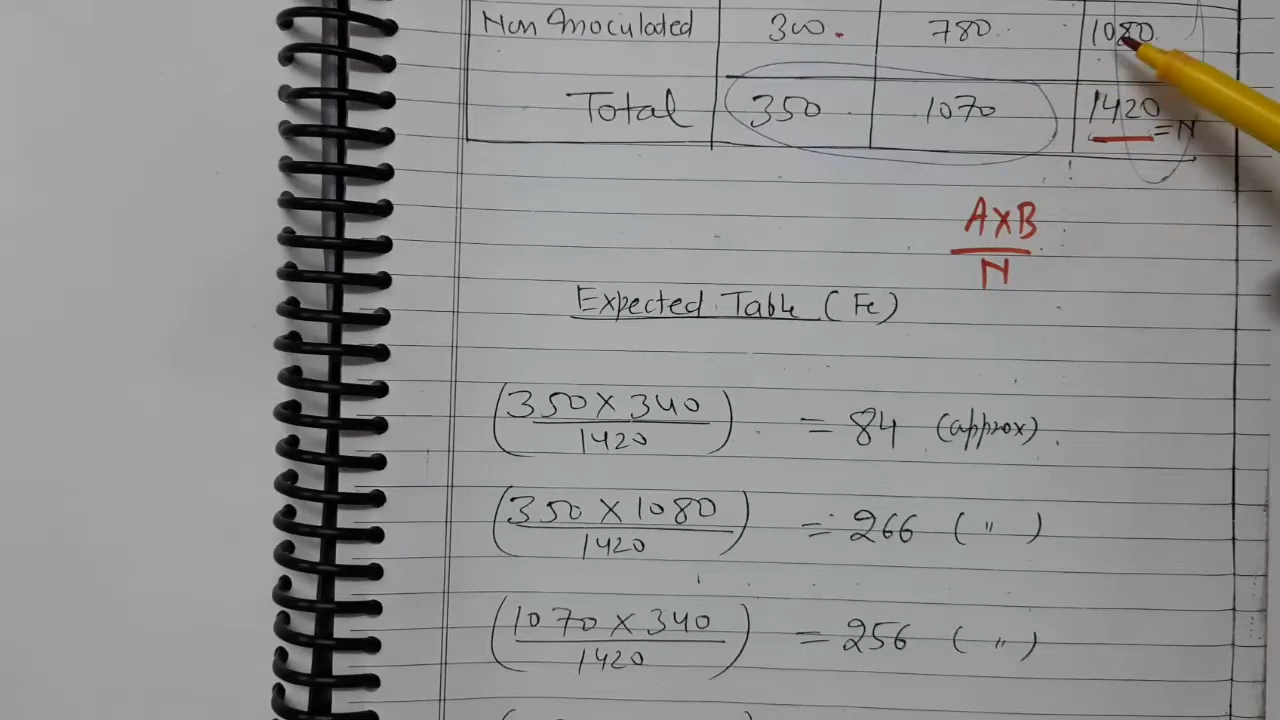 Non Inoculated 300. 780 1080
Total 350 1070 1420 = N
A×B
N
Expected Table (Fe)
(350 × 340 / 1420) = 84 (approx).
(350 × 1080 / 1420) = 266 ( " )
(1070 × 340 / 1420) = 256 ( " )